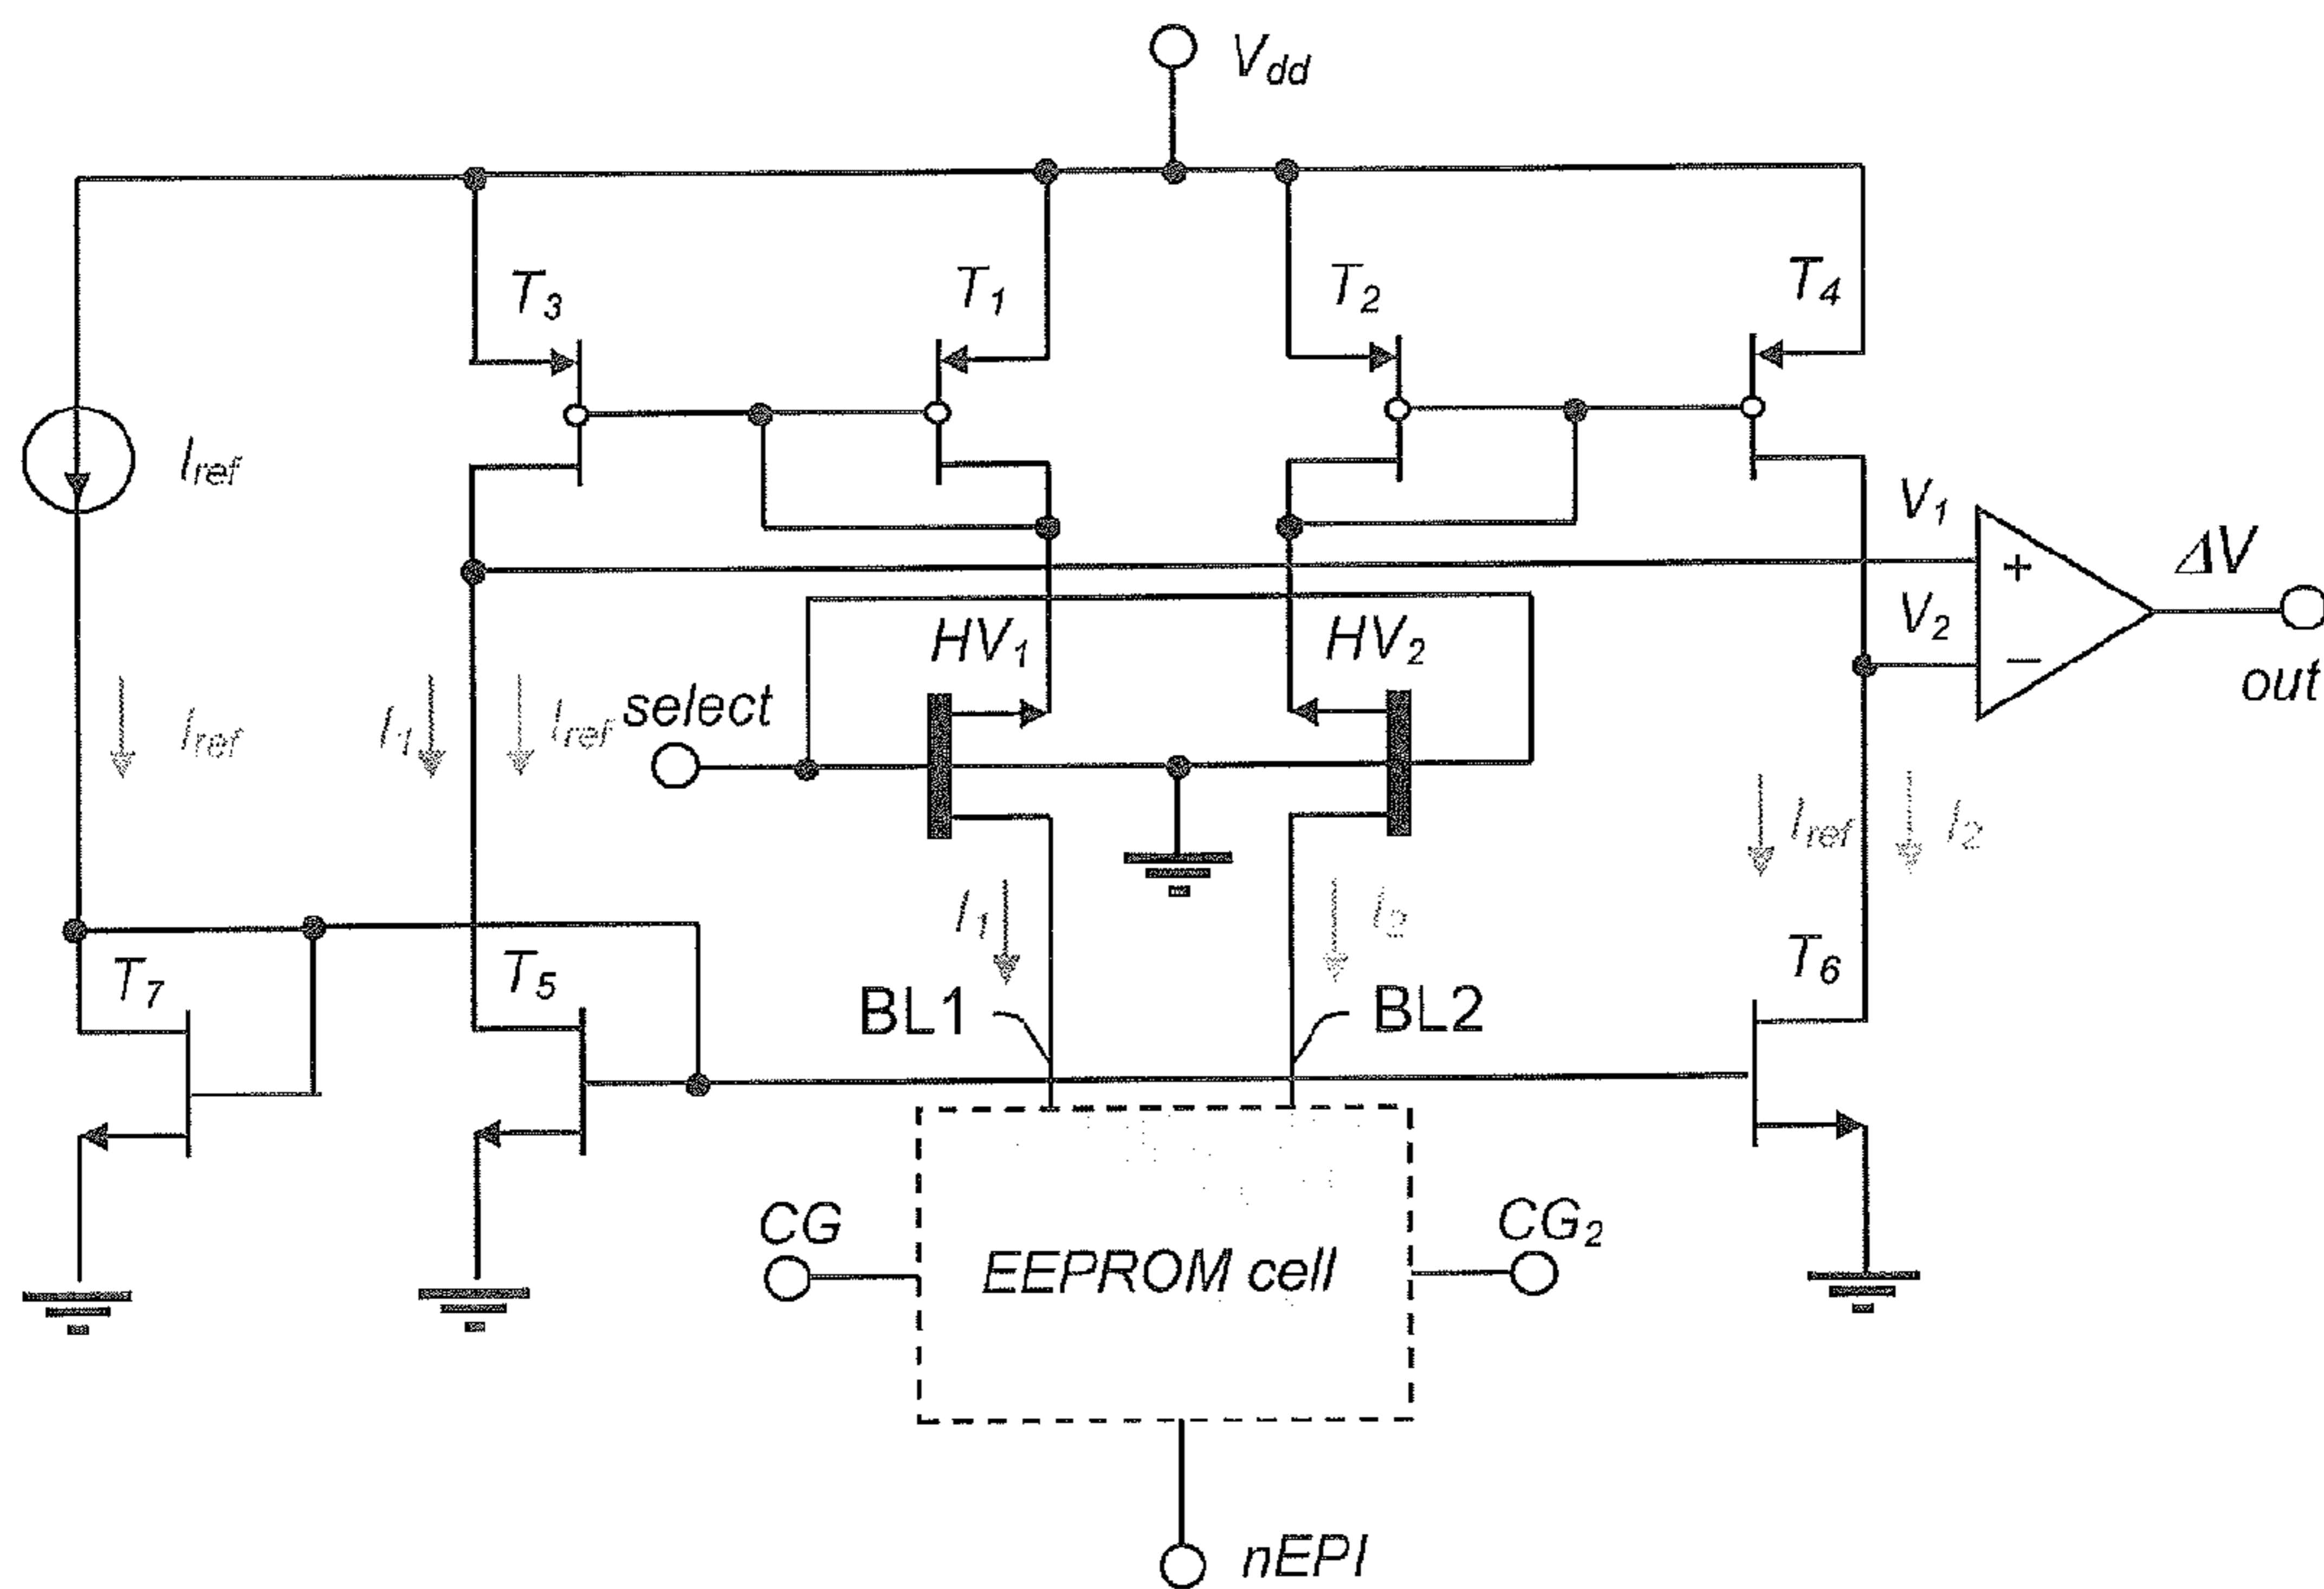 Vdd
T3
T1
T2
T4
Iref
V1
+
ΔV
V2
−
out
HV1
HV2
select
Iref
I1
Iref
Iref
I2
I1
I2
T7
T5
T6
BL1
BL2
CG
CG2
EEPROM cell
nEPI